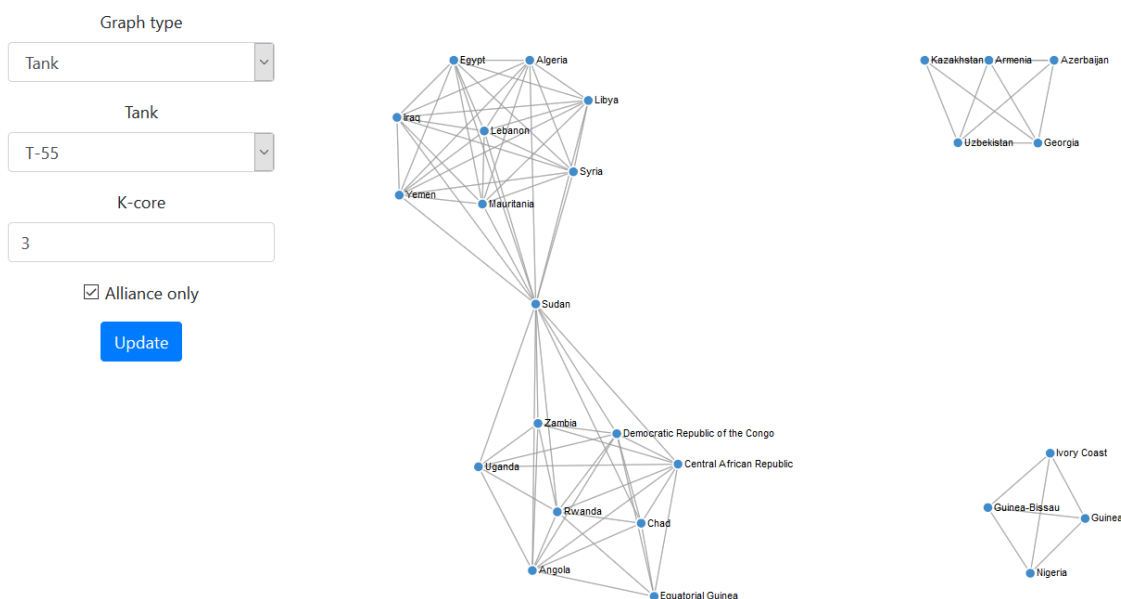 Graph type
Tank
Tank
T-55
K-core
3
Alliance only
Update
Egypt
Algeria
Libya
Iraq
Lebanon
Syria
Yemen
Mauritania
Sudan
Zambia
Democratic Republic of the Congo
Uganda
Central African Republic
Rwanda
Chad
Angola
Equatorial Guinea
Kazakhstan
Armenia
Azerbaijan
Uzbekistan
Georgia
Ivory Coast
Guinea-Bissau
Guinea
Nigeria